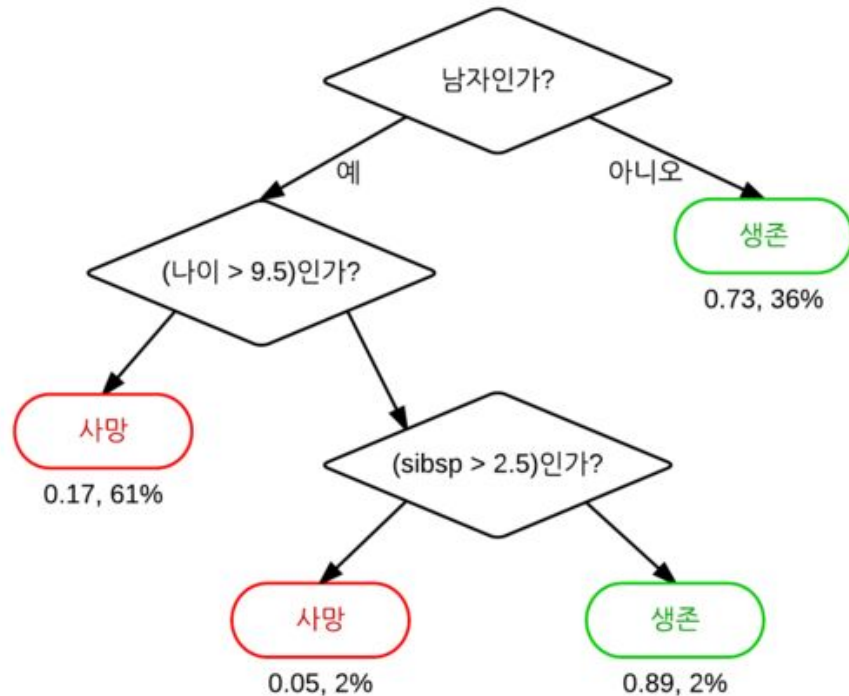 남자인가?
예
아니오
생존
0.73, 36%
(나이 > 9.5)인가?
사망
0.17, 61%
(sibsp > 2.5)인가?
사망
0.05, 2%
생존
0.89, 2%